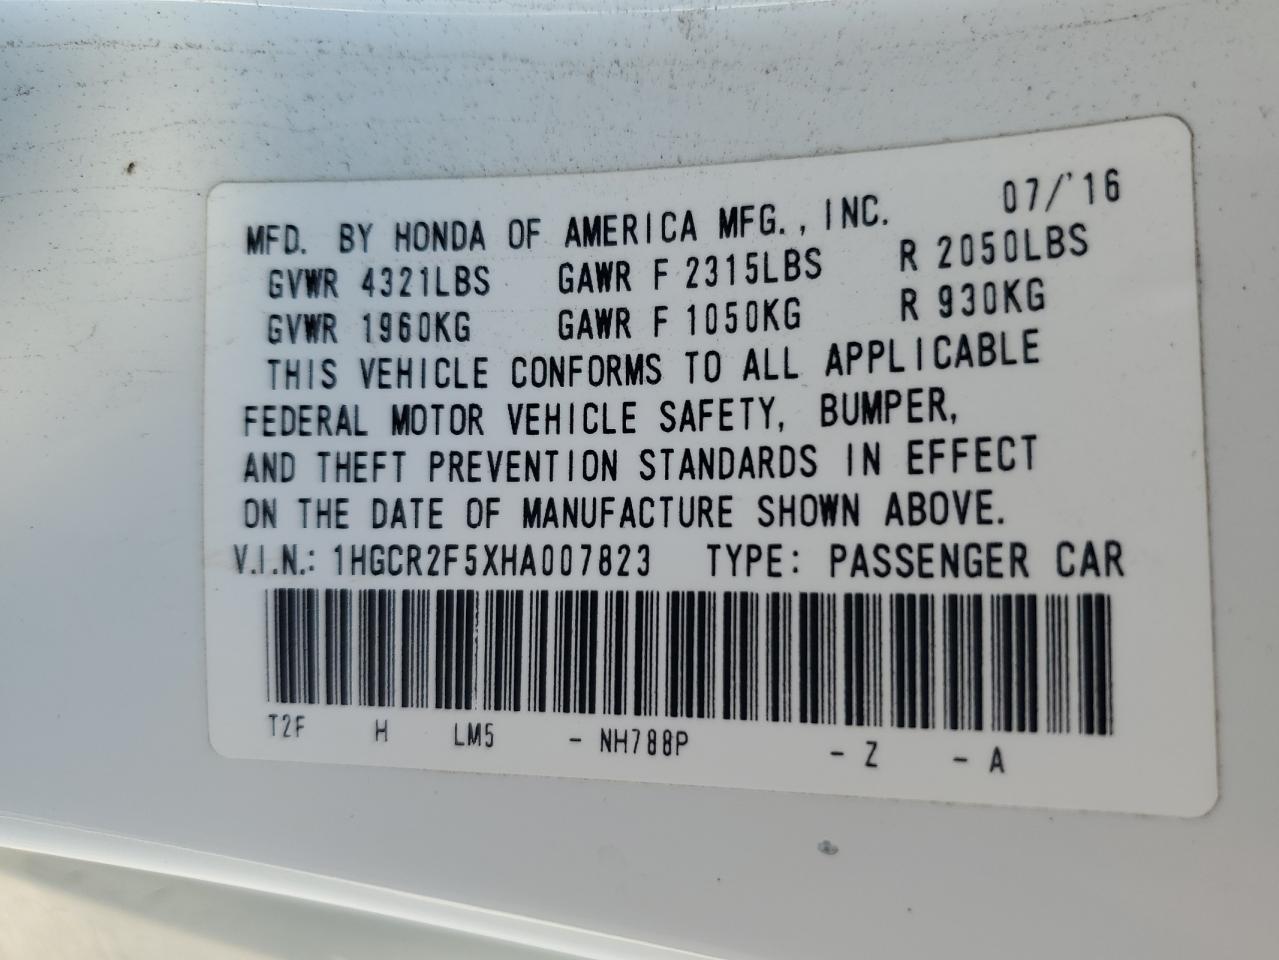 07/'16
MFD. BY HONDA OF AMERICA MFG., INC.
GVWR 4321LBS GAWR F 2315LBS R 2050LBS
GVWR 1960KG GAWR F 1050KG R 930KG
THIS VEHICLE CONFORMS TO ALL APPLICABLE
FEDERAL MOTOR VEHICLE SAFETY, BUMPER,
AND THEFT PREVENTION STANDARDS IN EFFECT
ON THE DATE OF MANUFACTURE SHOWN ABOVE.
V.I.N.: 1HGCR2F5XHA007823 TYPE: PASSENGER CAR
T2F H LM5 - NH788P - Z - A